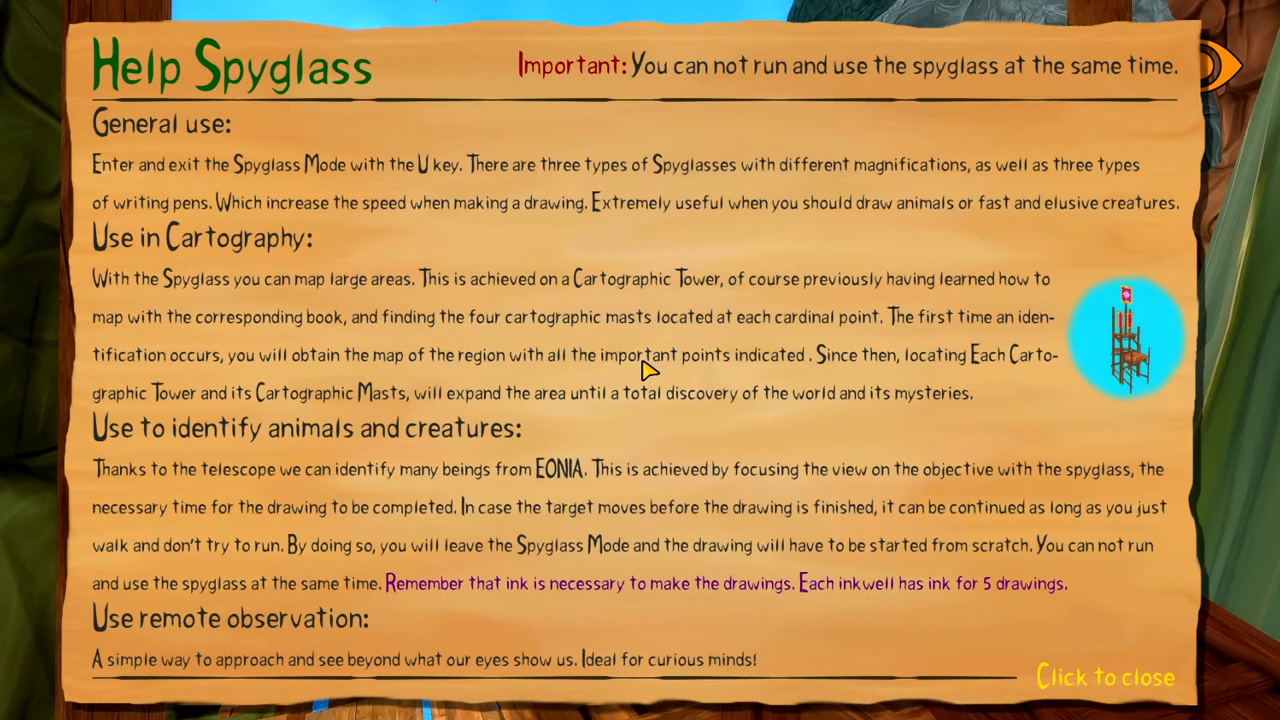 Help Spyglass
Important: You can not run and use the spyglass at the same time.
General use:
Enter and exit the Spyglass Mode with the U key. There are three types of Spyglasses with different magnifications, as well as three types
of writing pens. Which increase the speed when making a drawing. Extremely useful when you should draw animals or fast and elusive creatures.
Use in Cartography:
With the Spyglass you can map large areas. This is achieved on a Cartographic Tower, of course previously having learned how to
map with the corresponding book, and finding the four cartographic masts located at each cardinal point. The first time an iden-
tification occurs, you will obtain the map of the region with all the important points indicated . Since then, locating Each Carto-
graphic Tower and its Cartographic Masts, will expand the area until a total discovery of the world and its mysteries.
Use to identify animals and creatures:
Thanks to the telescope we can identify many beings from EONIA. This is achieved by focusing the view on the objective with the spyglass, the
necessary time for the drawing to be completed. In case the target moves before the drawing is finished, it can be continued as long as you just
walk and don't try to run. By doing so, you will leave the Spyglass Mode and the drawing will have to be started from scratch. You can not run
and use the spyglass at the same time. Remember that ink is necessary to make the drawings. Each inkwell has ink for 5 drawings.
Use remote observation:
A simple way to approach and see beyond what our eyes show us. Ideal for curious minds!
Click to close